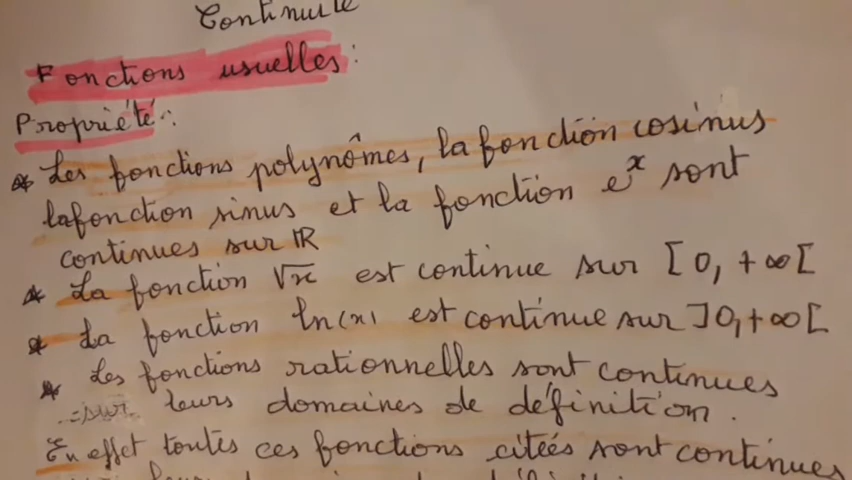 Continuité
Fonctions usuelles:
Propriété:
* Les fonctions polynômes, la fonction cosinus
la fonction sinus et la fonction eˣ sont
continues sur ℝ
* La fonction √x est continue sur [0, +∞[
* La fonction ln(x) est continue sur ]0, +∞[
* Les fonctions rationnelles sont continues
sur leurs domaines de définition.
En effet toutes ces fonctions citées sont continues